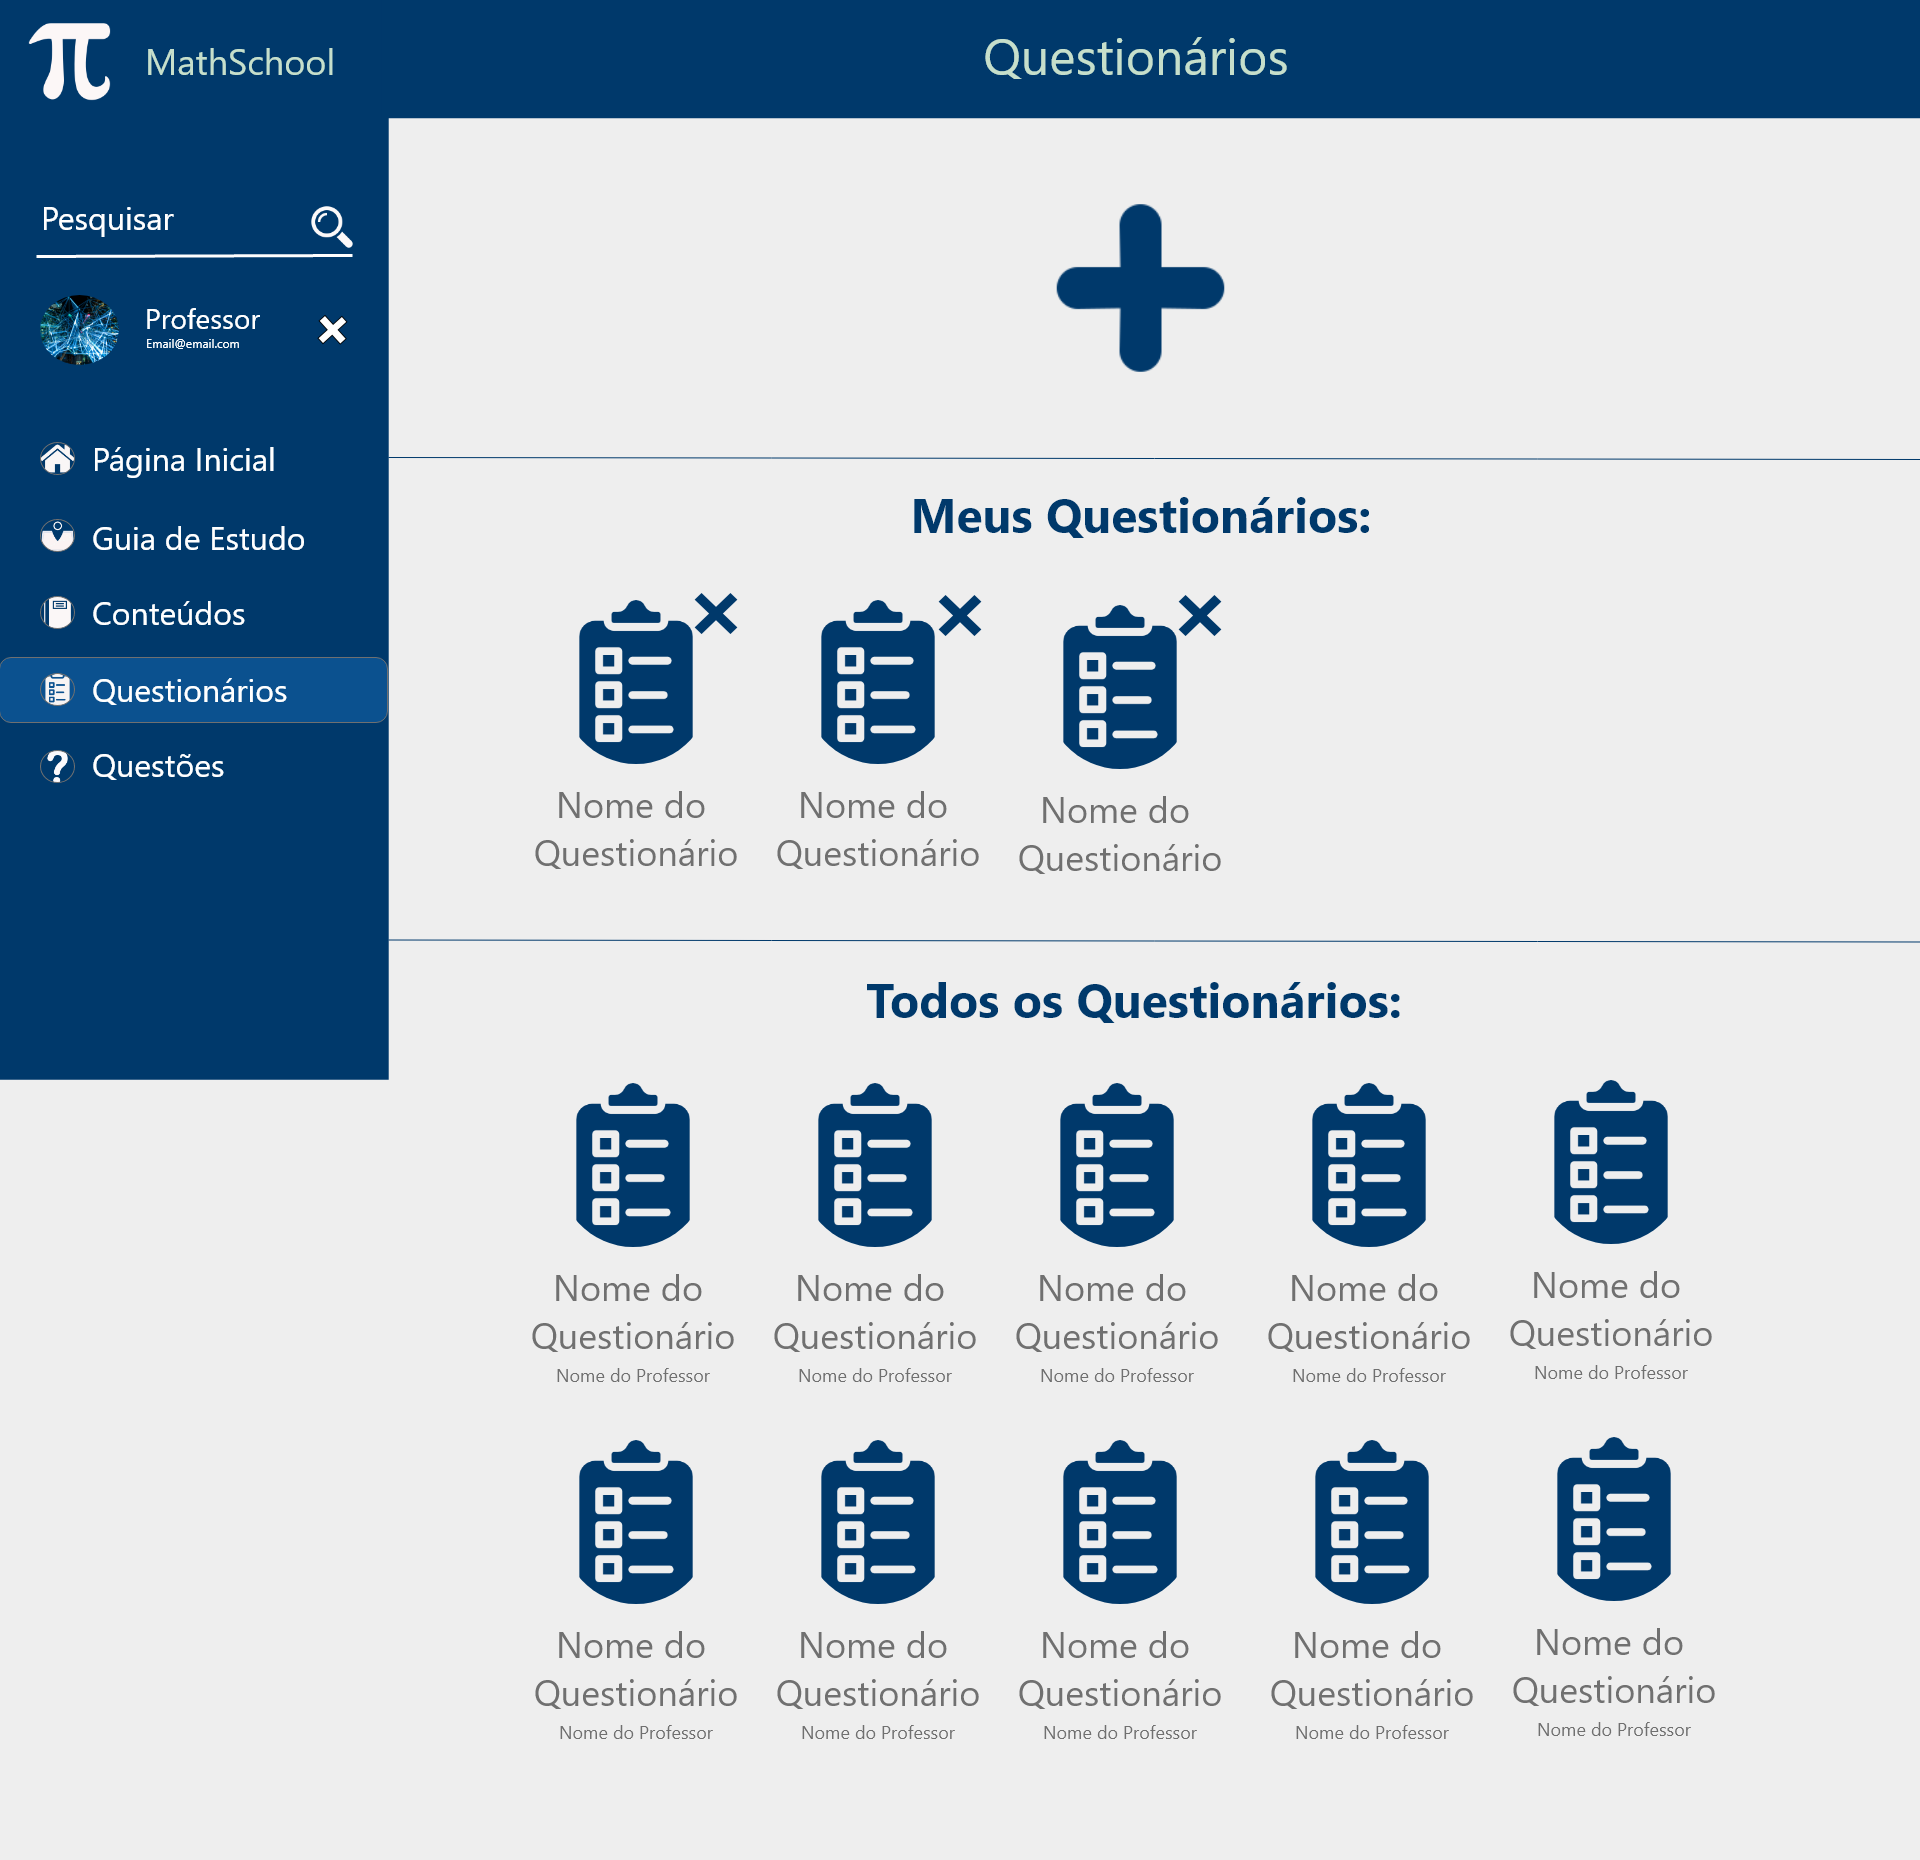 MathSchool
Questionários
Pesquisar
Professor
Email@email.com
Página Inicial
Guia de Estudo
Conteúdos
Questionários
Questões
Meus Questionários:
Nome do
Questionário
Nome do
Questionário
Nome do
Questionário
Todos os Questionários:
Nome do
Questionário
Nome do Professor
Nome do
Questionário
Nome do Professor
Nome do
Questionário
Nome do Professor
Nome do
Questionário
Nome do Professor
Nome do
Questionário
Nome do Professor
Nome do
Questionário
Nome do Professor
Nome do
Questionário
Nome do Professor
Nome do
Questionário
Nome do Professor
Nome do
Questionário
Nome do Professor
Nome do
Questionário
Nome do Professor